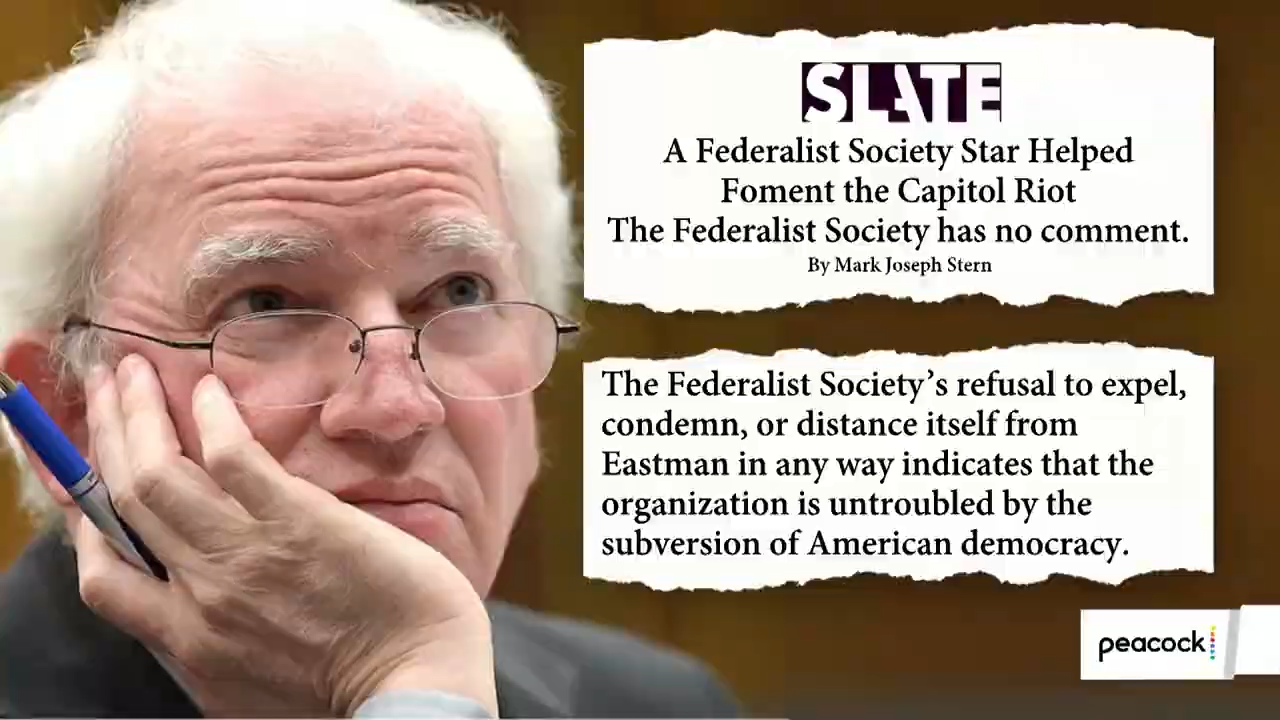 SLATE
A Federalist Society Star Helped
Foment the Capitol Riot
The Federalist Society has no comment.
By Mark Joseph Stern
The Federalist Society's refusal to expel,
condemn, or distance itself from
Eastman in any way indicates that the
organization is untroubled by the
subversion of American democracy.
peacock